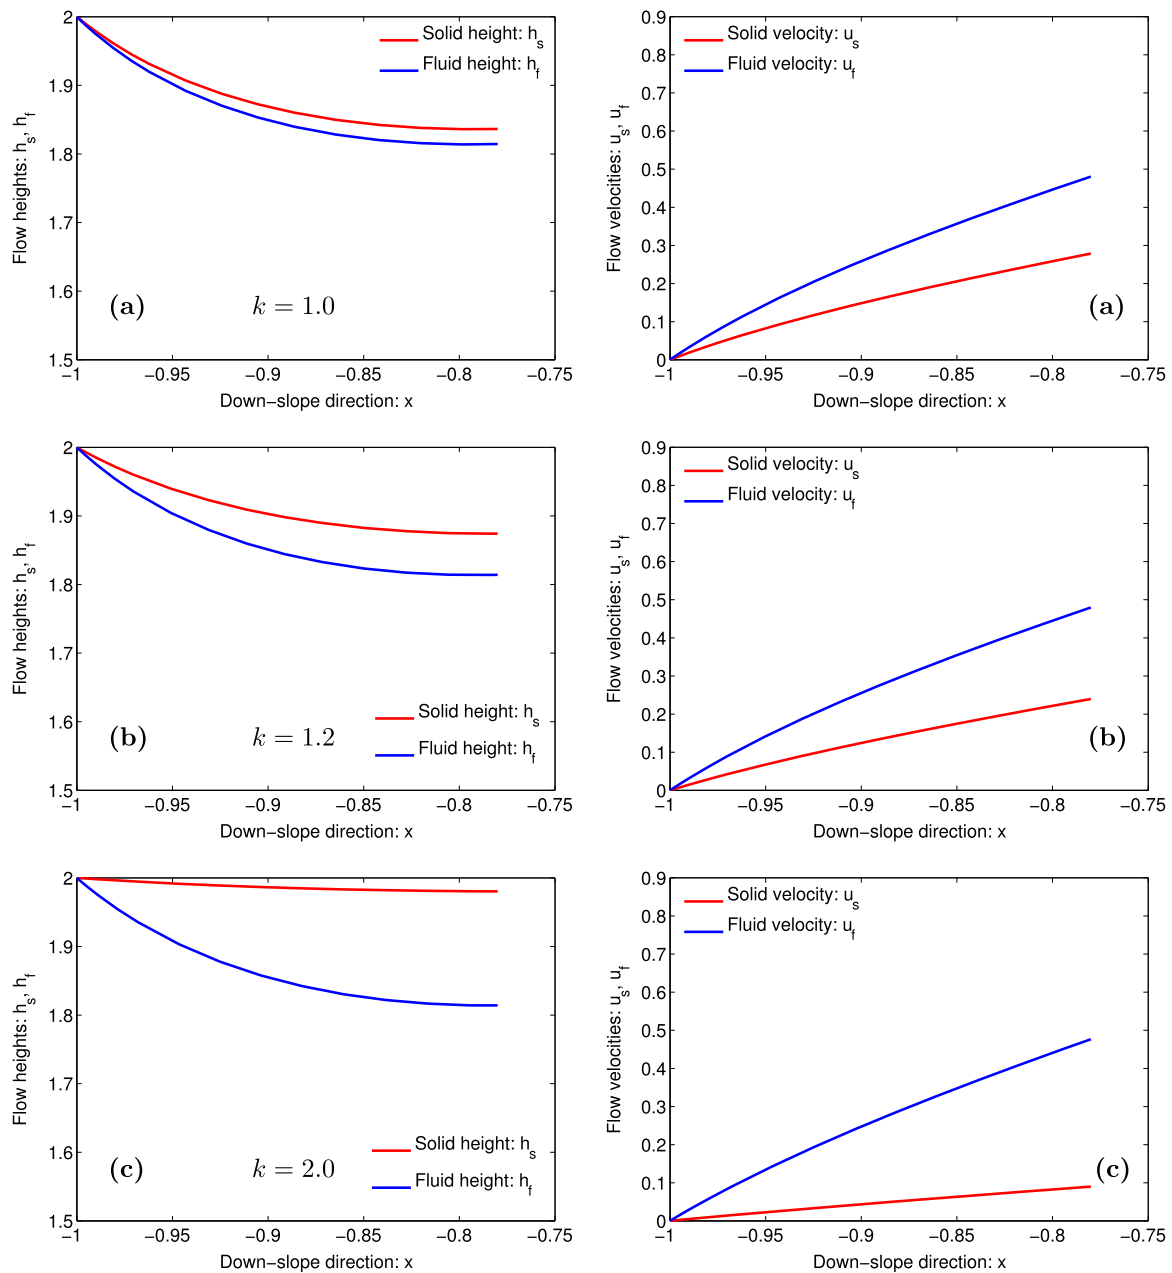 Solid height: h_s
Fluid height: h_f
Flow heights: h_s, h_f
2
1.9
1.8
1.7
1.6
1.5
(a) k = 1.0
−1 −0.95 −0.9 −0.85 −0.8 −0.75
Down−slope direction: x
Solid velocity: u_s
Fluid velocity: u_f
Flow velocities: u_s, u_f
0.9
0.8
0.7
0.6
0.5
0.4
0.3
0.2
0.1
0
(a)
−1 −0.95 −0.9 −0.85 −0.8 −0.75
Down−slope direction: x
Flow heights: h_s, h_f
2
1.9
1.8
1.7
1.6
1.5
Solid height: h_s
Fluid height: h_f
(b) k = 1.2
−1 −0.95 −0.9 −0.85 −0.8 −0.75
Down−slope direction: x
Solid velocity: u_s
Fluid velocity: u_f
Flow velocities: u_s, u_f
0.9
0.8
0.7
0.6
0.5
0.4
0.3
0.2
0.1
0
(b)
−1 −0.95 −0.9 −0.85 −0.8 −0.75
Down−slope direction: x
Flow heights: h_s, h_f
2
1.9
1.8
1.7
1.6
1.5
Solid height: h_s
Fluid height: h_f
(c) k = 2.0
−1 −0.95 −0.9 −0.85 −0.8 −0.75
Down−slope direction: x
Solid velocity: u_s
Fluid velocity: u_f
Flow velocities: u_s, u_f
0.9
0.8
0.7
0.6
0.5
0.4
0.3
0.2
0.1
0
(c)
−1 −0.95 −0.9 −0.85 −0.8 −0.75
Down−slope direction: x